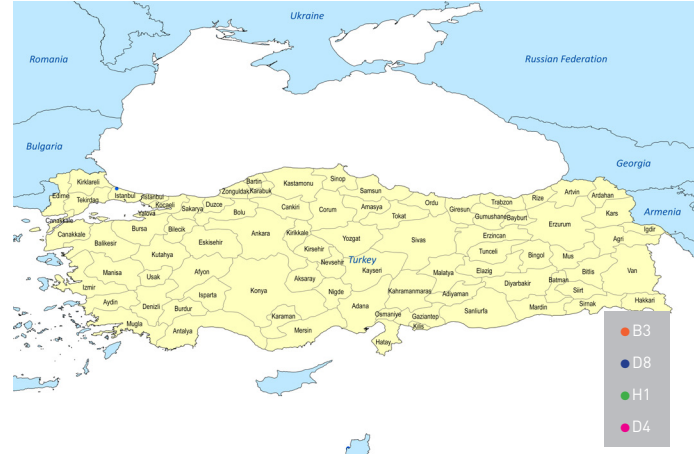 Ukraine
Romania
Russian Federation
Bulgaria
Georgia
Armenia
Turkey
Kirklareli
Edirne
Tekirdag
Istanbul
Istanbul
Kocaeli
Yalova
Sakarya
Duzce
Bolu
Zonguldak
Bartin
Karabuk
Kastamonu
Sinop
Samsun
Cankiri
Corum
Amasya
Tokat
Ordu
Giresun
Trabzon
Gumushane
Bayburt
Rize
Artvin
Ardahan
Kars
Igdir
Agri
Erzurum
Erzincan
Canakkale
Canakkale
Balikesir
Bursa
Bilecik
Eskisehir
Kutahya
Ankara
Kirikkale
Kirsehir
Yozgat
Sivas
Nevsehir
Kayseri
Tunceli
Bingol
Mus
Bitlis
Van
Manisa
Usak
Afyon
Izmir
Aydin
Denizli
Burdur
Isparta
Konya
Aksaray
Nigde
Adana
Kahramanmaras
Malatya
Elazig
Adiyaman
Diyarbakir
Batman
Siirt
Sirnak
Hakkari
Mardin
Sanliurfa
Gaziantep
Kilis
Osmaniye
Hatay
Mersin
Karaman
Antalya
Mugla
B3
D8
H1
D4